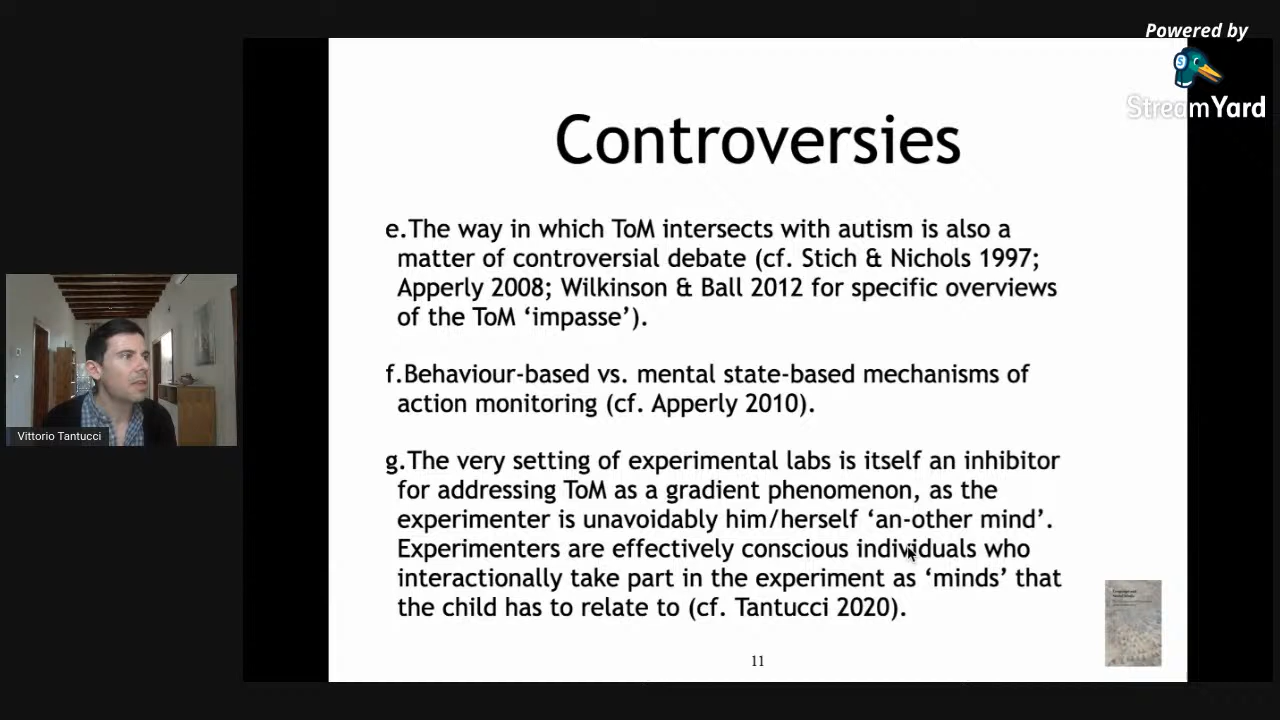 Powered by
StreamYard
Controversies
e.The way in which ToM intersects with autism is also a
matter of controversial debate (cf. Stich & Nichols 1997;
Apperly 2008; Wilkinson & Ball 2012 for specific overviews
of the ToM ‘impasse’).
f.Behaviour-based vs. mental state-based mechanisms of
action monitoring (cf. Apperly 2010).
g.The very setting of experimental labs is itself an inhibitor
for addressing ToM as a gradient phenomenon, as the
experimenter is unavoidably him/herself ‘an-other mind’.
Experimenters are effectively conscious individuals who
interactionally take part in the experiment as ‘minds’ that
the child has to relate to (cf. Tantucci 2020).
11
Vittorio Tantucci